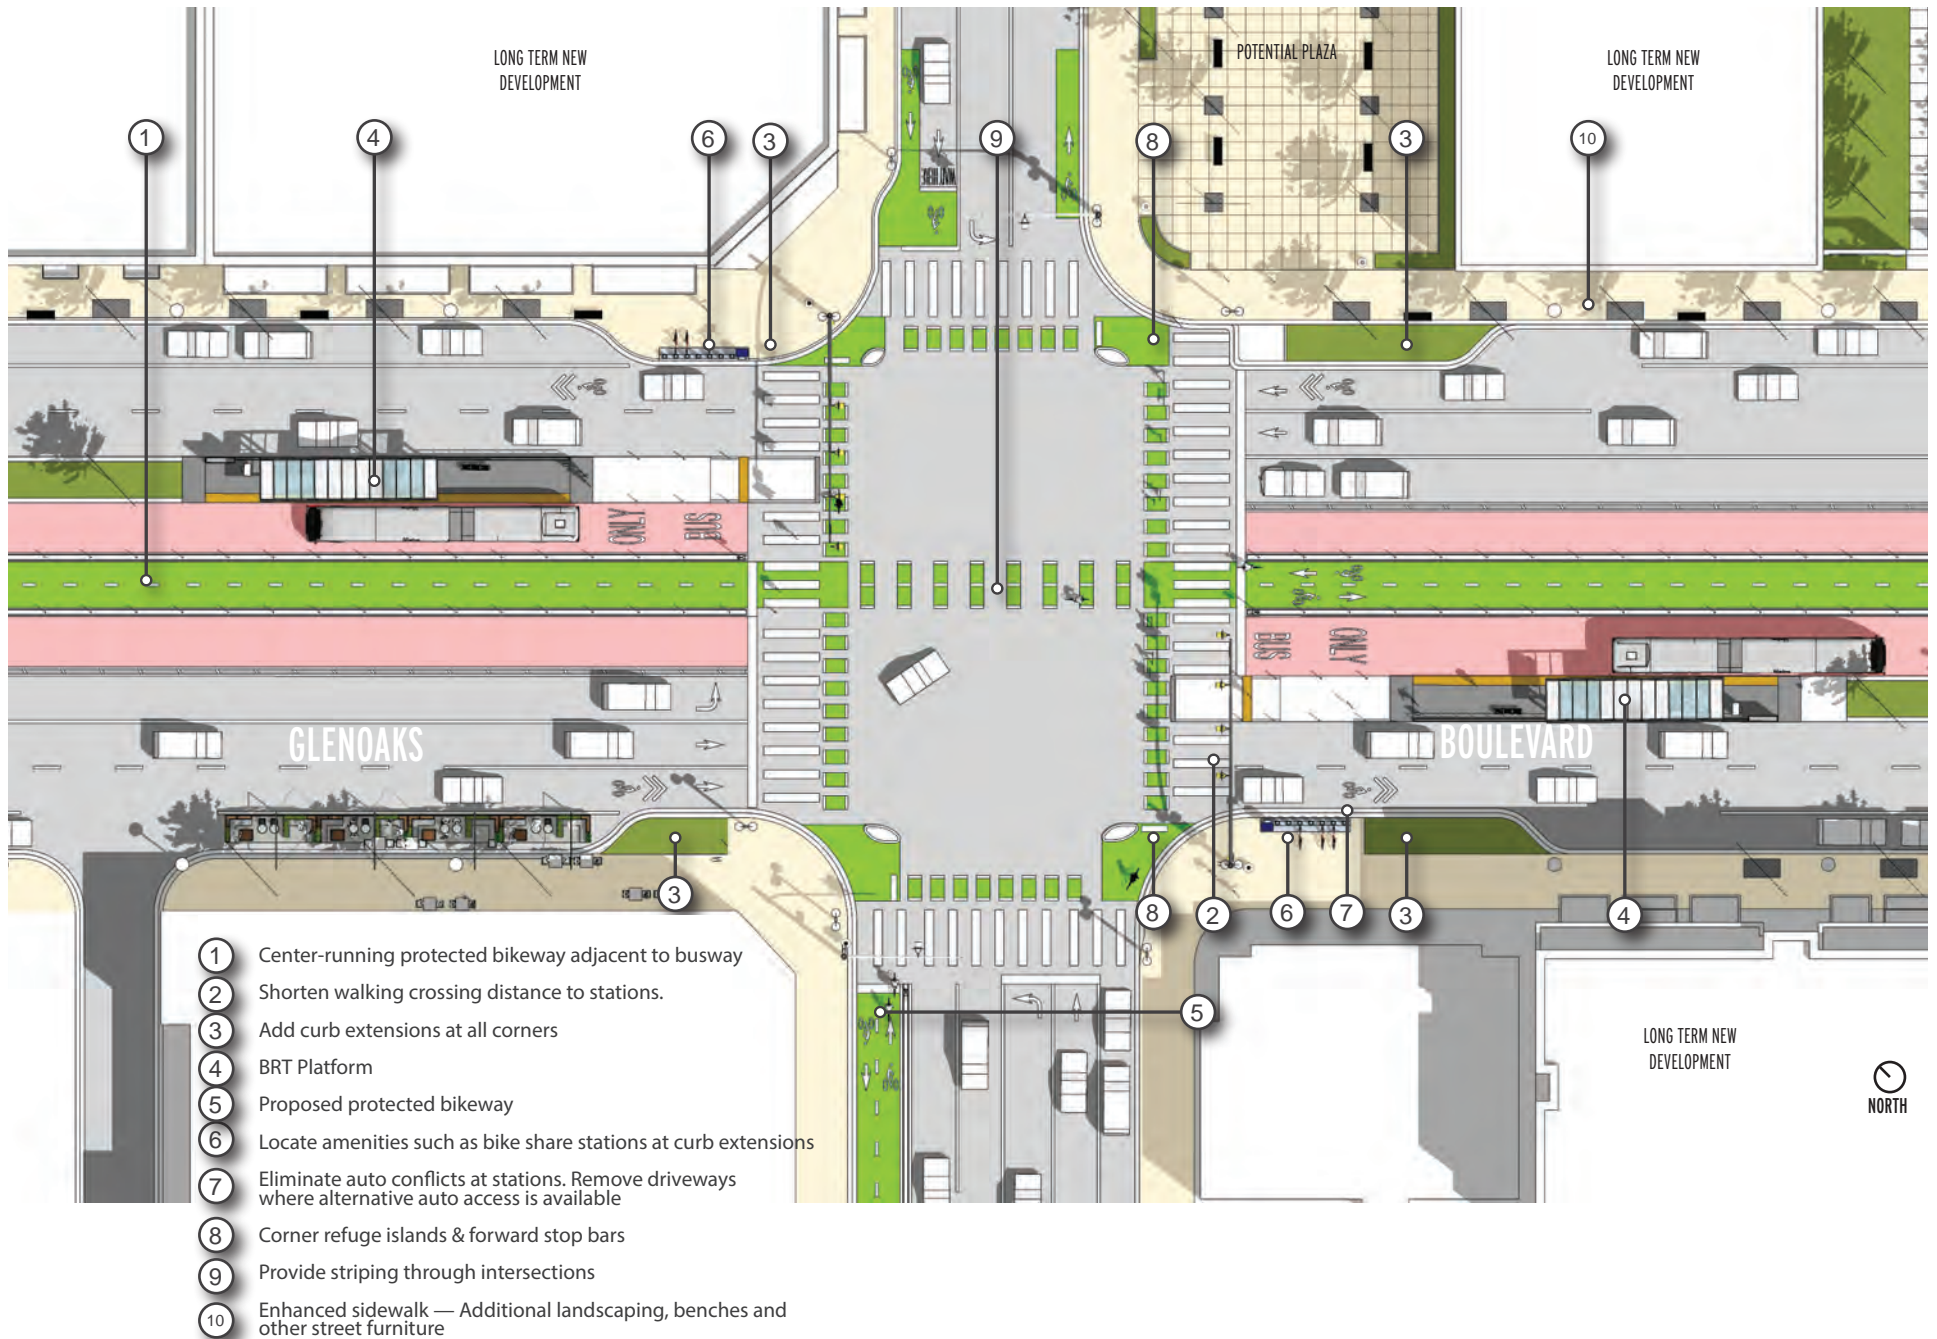 LONG TERM NEW
DEVELOPMENT
POTENTIAL PLAZA
LONG TERM NEW
DEVELOPMENT
1
4
6
3
9
8
3
10
WAIT HERE
ONLY
BUS
BUS
ONLY
GLENOAKS
BOULEVARD
3
8
2
6
7
3
4
5
LONG TERM NEW
DEVELOPMENT
NORTH
1 Center-running protected bikeway adjacent to busway
2 Shorten walking crossing distance to stations.
3 Add curb extensions at all corners
4 BRT Platform
5 Proposed protected bikeway
6 Locate amenities such as bike share stations at curb extensions
7 Eliminate auto conflicts at stations. Remove driveways
where alternative auto access is available
8 Corner refuge islands & forward stop bars
9 Provide striping through intersections
10 Enhanced sidewalk — Additional landscaping, benches and
other street furniture